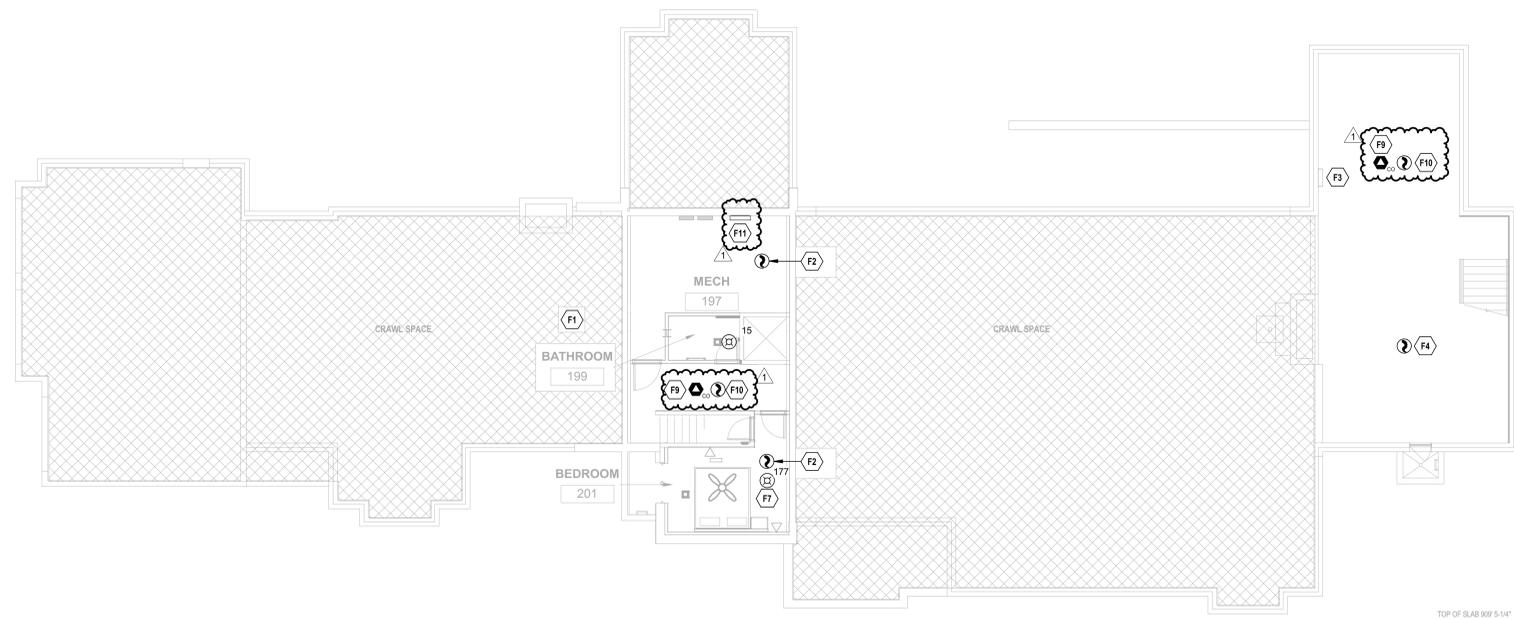 1
F9
CO
F10
F3
F11
1
F2
MECH
197
F1
CRAWL SPACE
CRAWL SPACE
15
F4
BATHROOM
199
F9
CO
F10
1
F2
BEDROOM
201
177
F7
TOP OF SLAB 909' 5-1/4"